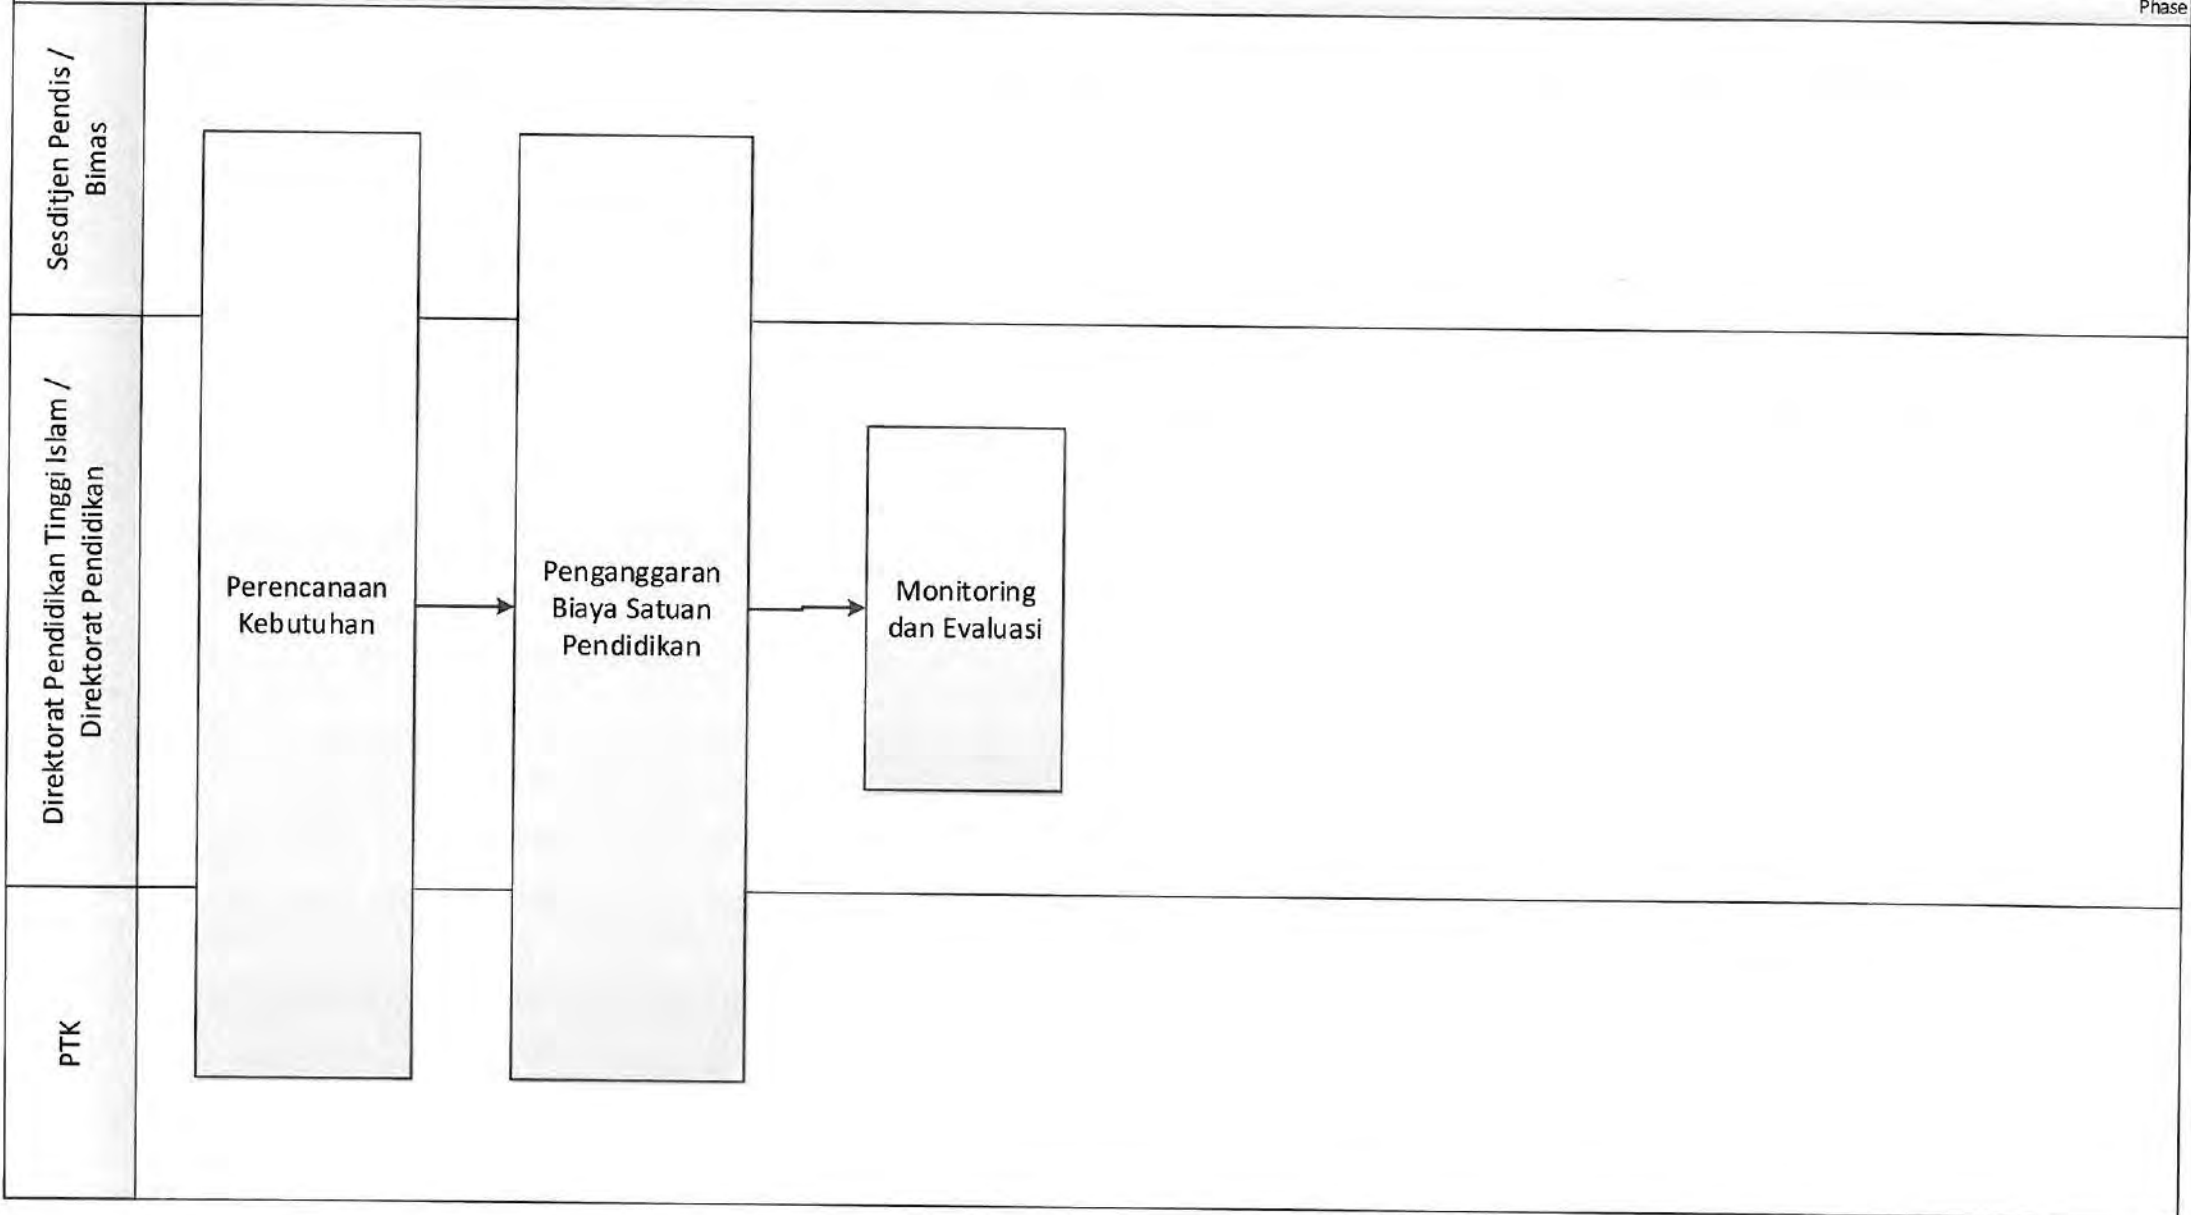 Phase
Sesditjen Pendis /
Bimas
Direktorat Pendidikan Tinggi Islam /
Direktorat Pendidikan
Perencanaan
Kebutuhan
Penganggaran
Biaya Satuan
Pendidikan
Monitoring
dan Evaluasi
PTK